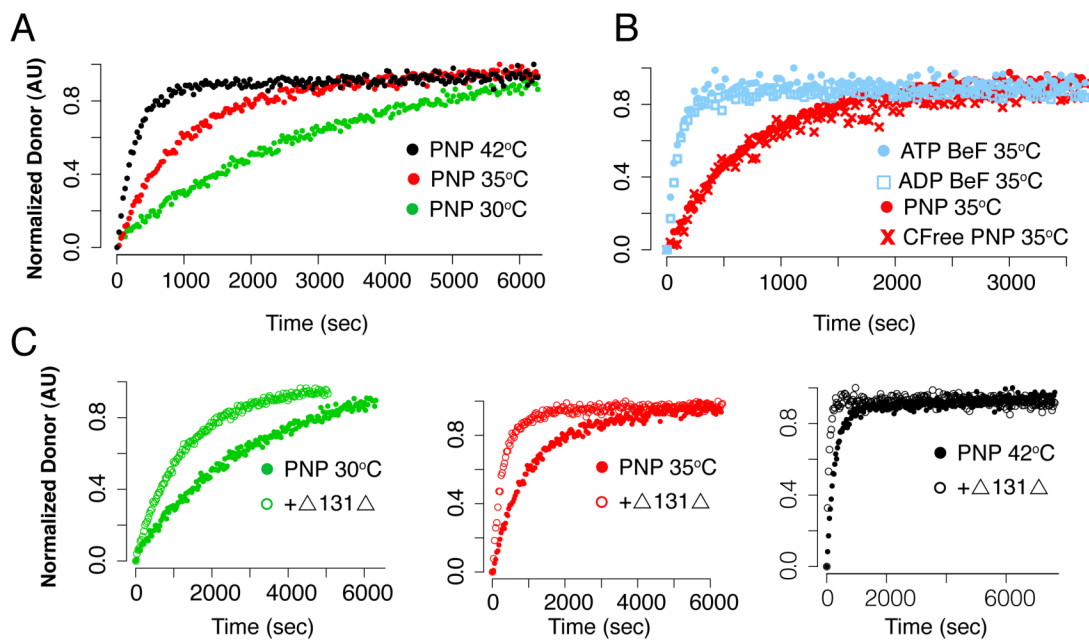 A
Normalized Donor (AU)
0.0
0.4
0.8
PNP 42°C
PNP 35°C
PNP 30°C
0 1000 2000 3000 4000 5000 6000
Time (sec)
B
0.0
0.4
0.8
ATP BeF 35°C
ADP BeF 35°C
PNP 35°C
CFree PNP 35°C
0 1000 2000 3000
Time (sec)
C
Normalized Donor (AU)
0.0
0.4
0.8
PNP 30°C
+△131△
0 2000 4000 6000
Time (sec)
0.0
0.4
0.8
PNP 35°C
+△131△
0 2000 4000 6000
Time (sec)
0.0
0.4
0.8
PNP 42°C
+△131△
0 2000 6000
Time (sec)